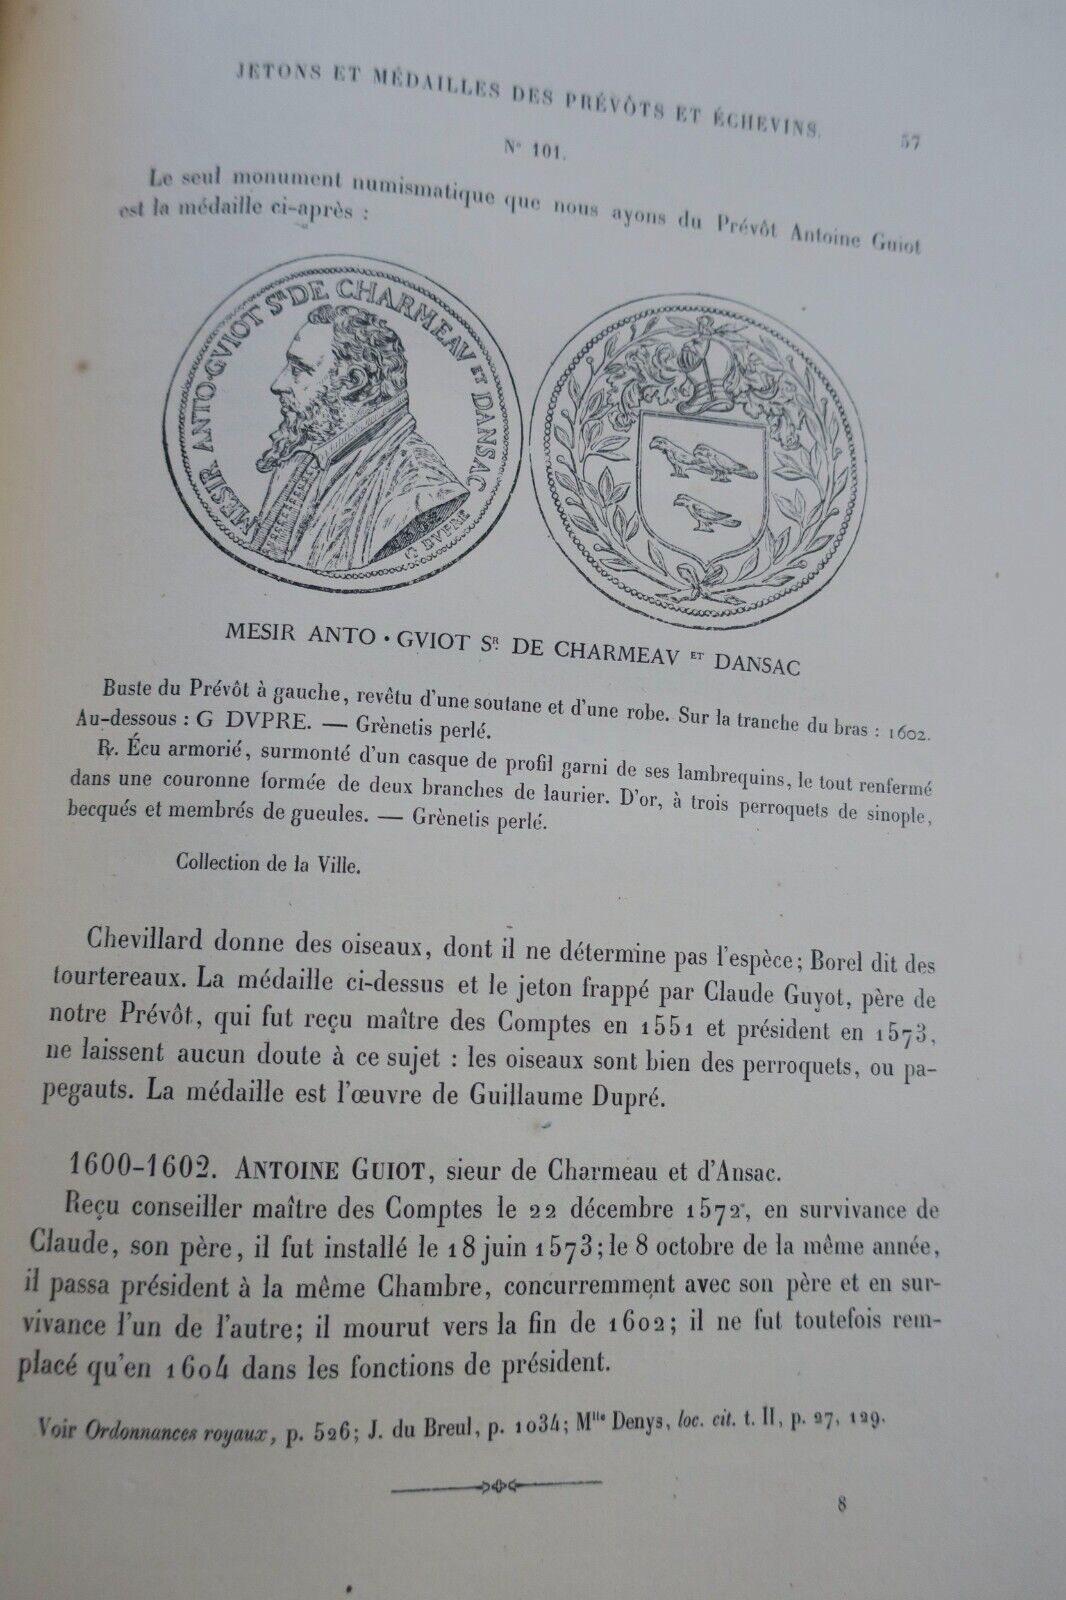 JETONS ET MÉDAILLES DES PRÉVÔTS ET ÉCHEVINS.
57
N° 101.
Le seul monument numismatique que nous ayons du Prévôt Antoine Guiot
est la médaille ci-après :
MESIR ANTO·GVIOT Sᴿ DE CHARMEAV ET DANSAC
G DVPRE
MESIR ANTO • GVIOT Sᴿ. DE CHARMEAV ET DANSAC
Buste du Prévôt à gauche, revêtu d'une soutane et d'une robe. Sur la tranche du bras : 1602.
Au-dessous : G DVPRE. — Grènetis perlé.
℞. Écu armorié, surmonté d'un casque de profil garni de ses lambrequins, le tout renfermé
dans une couronne formée de deux branches de laurier. D'or, à trois perroquets de sinople,
becqués et membrés de gueules. — Grènetis perlé.
Collection de la Ville.
Chevillard donne des oiseaux, dont il ne détermine pas l'espèce; Borel dit des
tourtereaux. La médaille ci-dessus et le jeton frappé par Claude Guyot, père de
notre Prévôt, qui fut reçu maître des Comptes en 1551 et président en 1573,
ne laissent aucun doute à ce sujet : les oiseaux sont bien des perroquets, ou pa-
pegauts. La médaille est l'œuvre de Guillaume Dupré.
1600-1602. ANTOINE GUIOT, sieur de Charmeau et d'Ansac.
Reçu conseiller maître des Comptes le 22 décembre 1572, en survivance de
Claude, son père, il fut installé le 18 juin 1573; le 8 octobre de la même année,
il passa président à la même Chambre, concurremment avec son père et en sur-
vivance l'un de l'autre; il mourut vers la fin de 1602; il ne fut toutefois rem-
placé qu'en 1604 dans les fonctions de président.
Voir Ordonnances royaux, p. 526; J. du Breul, p. 1034; Mˡˡᵉ Denys, loc. cit. t. II, p. 27, 129.
8